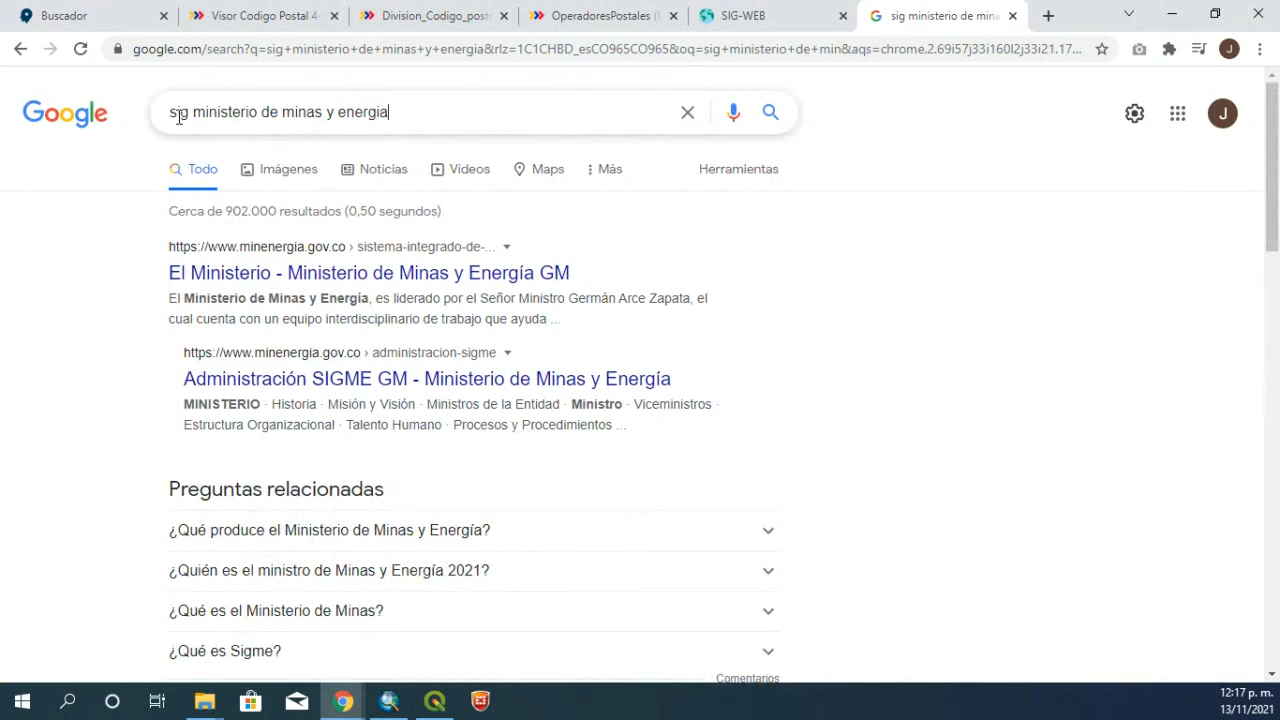 Buscador
Visor Codigo Postal 4-
Division_Codigo_post
OperadoresPostales (
SIG-WEB
sig ministerio de mina
google.com/search?q=sig+ministerio+de+minas+y+energia&rlz=1C1CHBD_esCO965CO965&oq=sig+ministerio+de+min&aqs=chrome.2.69i57j33i160l2j33i21.17...
J
Google
sig ministerio de minas y energia
J
Todo
Imágenes
Noticias
Videos
Maps
Más
Herramientas
Cerca de 902.000 resultados (0,50 segundos)
https://www.minenergia.gov.co › sistema-integrado-de-...
El Ministerio - Ministerio de Minas y Energía GM
El Ministerio de Minas y Energía, es liderado por el Señor Ministro Germán Arce Zapata, el
cual cuenta con un equipo interdisciplinario de trabajo que ayuda ...
https://www.minenergia.gov.co › administracion-sigme
Administración SIGME GM - Ministerio de Minas y Energía
MINISTERIO · Historia · Misión y Visión · Ministros de la Entidad · Ministro · Viceministros ·
Estructura Organizacional · Talento Humano · Procesos y Procedimientos ...
Preguntas relacionadas
¿Qué produce el Ministerio de Minas y Energía?
¿Quién es el ministro de Minas y Energía 2021?
¿Qué es el Ministerio de Minas?
¿Qué es Sigme?
Comentarios
12:17 p. m.
13/11/2021